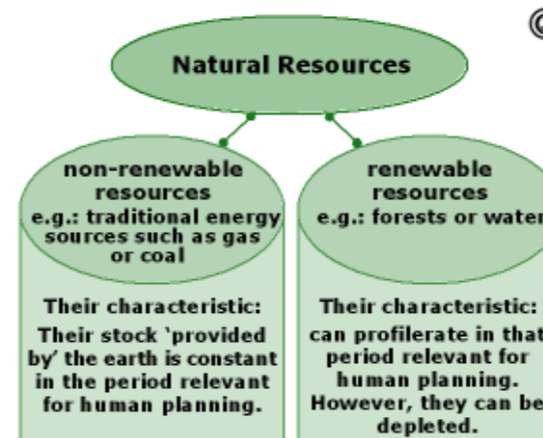 ©
Natural Resources
non-renewable
resources
e.g.: traditional energy
sources such as gas
or coal
Their characteristic:
Their stock ‘provided
by’ the earth is constant
in the period relevant
for human planning.
renewable
resources
e.g.: forests or water
Their characteristic:
can profilerate in that
period relevant for
human planning.
However, they can be
depleted.